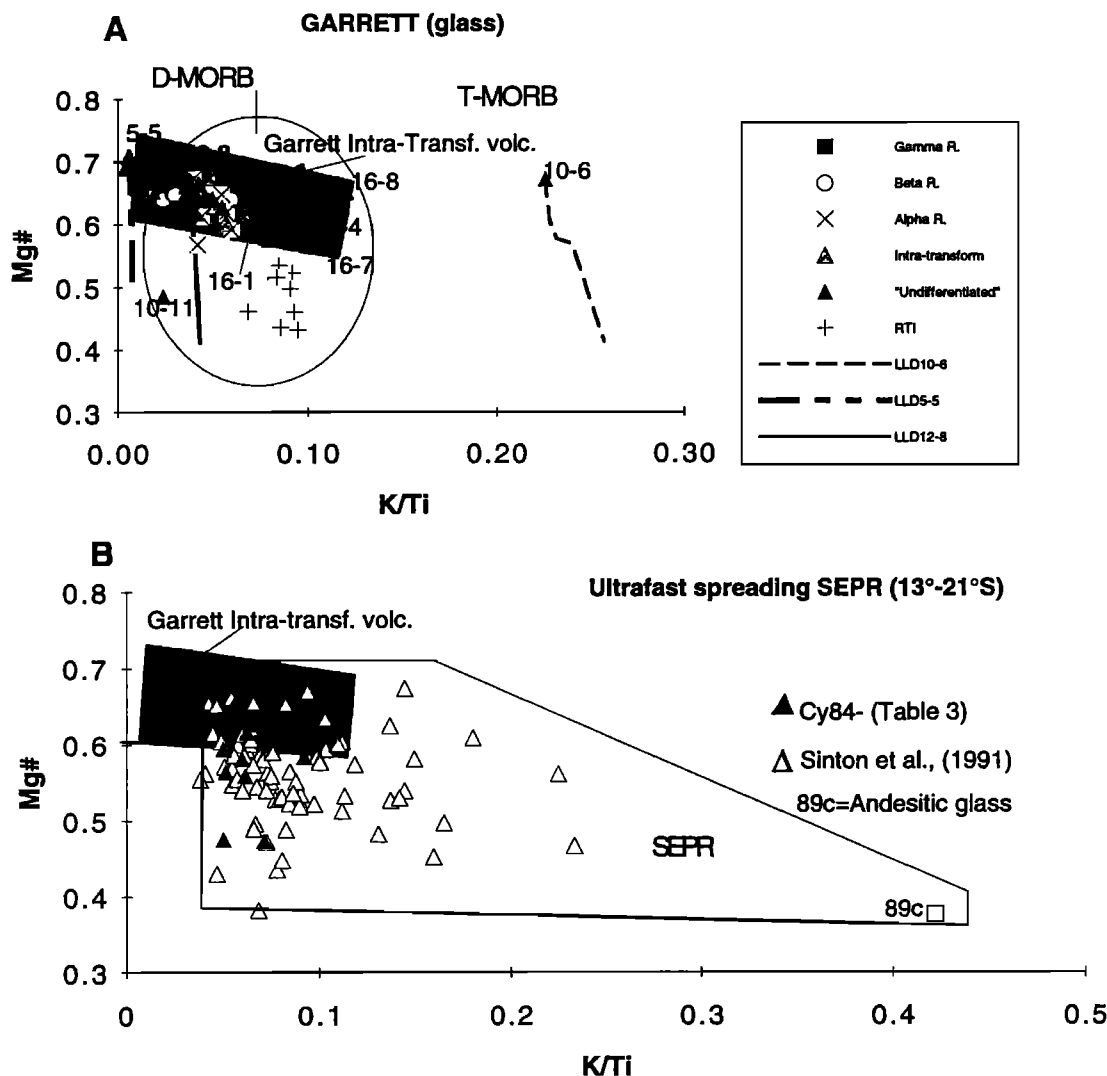 A
GARRETT (glass)
D-MORB
T-MORB
0.8
5-5
Garrett Intra-Transf. volc.
0.7
16-8
10-6
0.6
-4
16-7
16-1
0.5
10-11
0.4
0.3
Mg#
0.00
0.10
0.20
0.30
K/Ti
Gamma R.
Beta R.
Alpha R.
Intra-transform
"Undifferentiated"
RTI
LLD10-6
LLD5-5
LLD12-8
B
Ultrafast spreading SEPR (13°-21°S)
0.8
Garrett Intra-transf. volc.
0.7
Cy84- (Table 3)
0.6
Sinton et al., (1991)
89c=Andesitic glass
0.5
SEPR
0.4
89c
0.3
Mg#
0
0.1
0.2
0.3
0.4
0.5
K/Ti